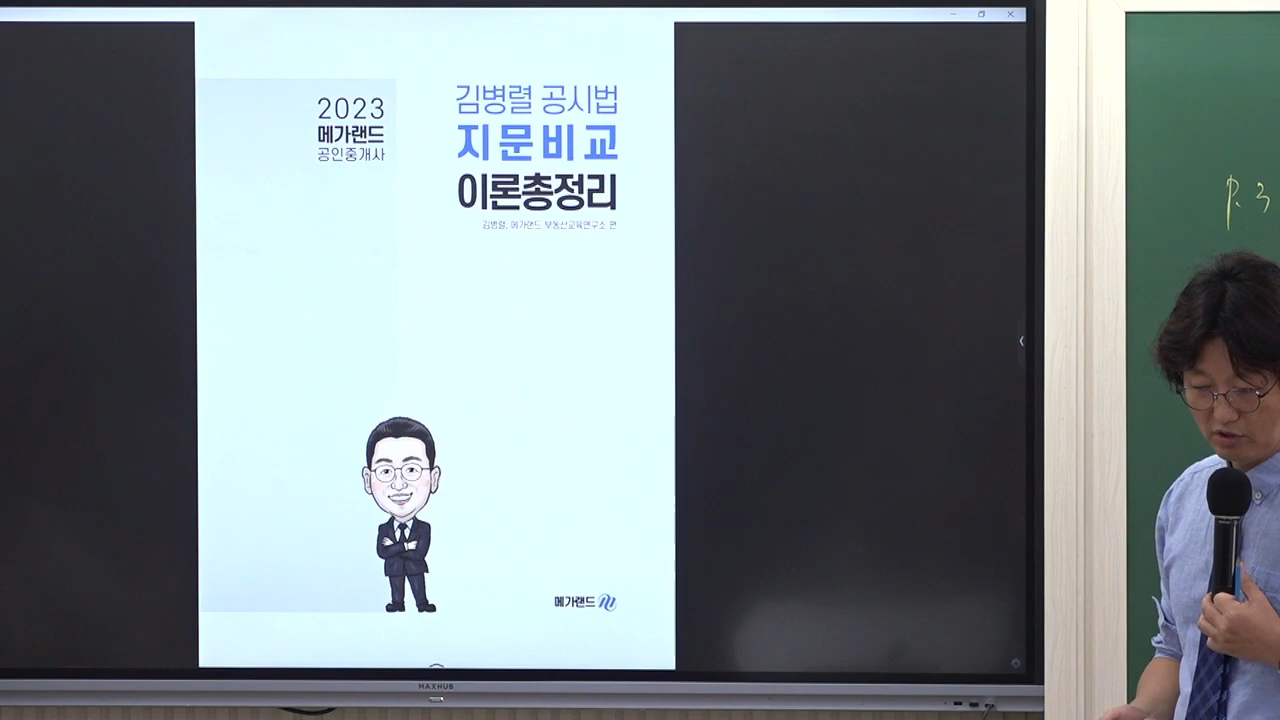 2023
메가랜드
공인중개사
김병렬 공시법
지문비교
이론총정리
김병렬, 메가랜드 부동산교육연구소 편
메가랜드
MAXHUB
p. 3